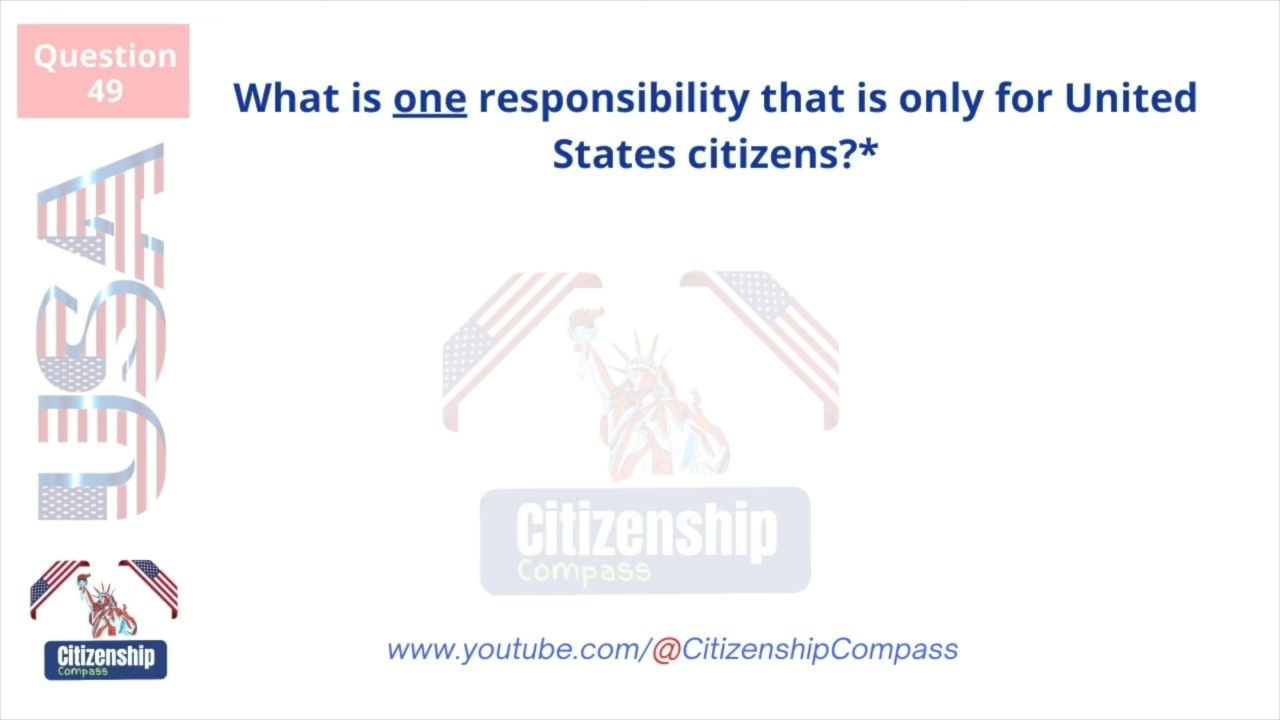 Question
49
What is one responsibility that is only for United
States citizens?*
USA
Citizenship
Compass
Citizenship
Compass
www.youtube.com/@CitizenshipCompass